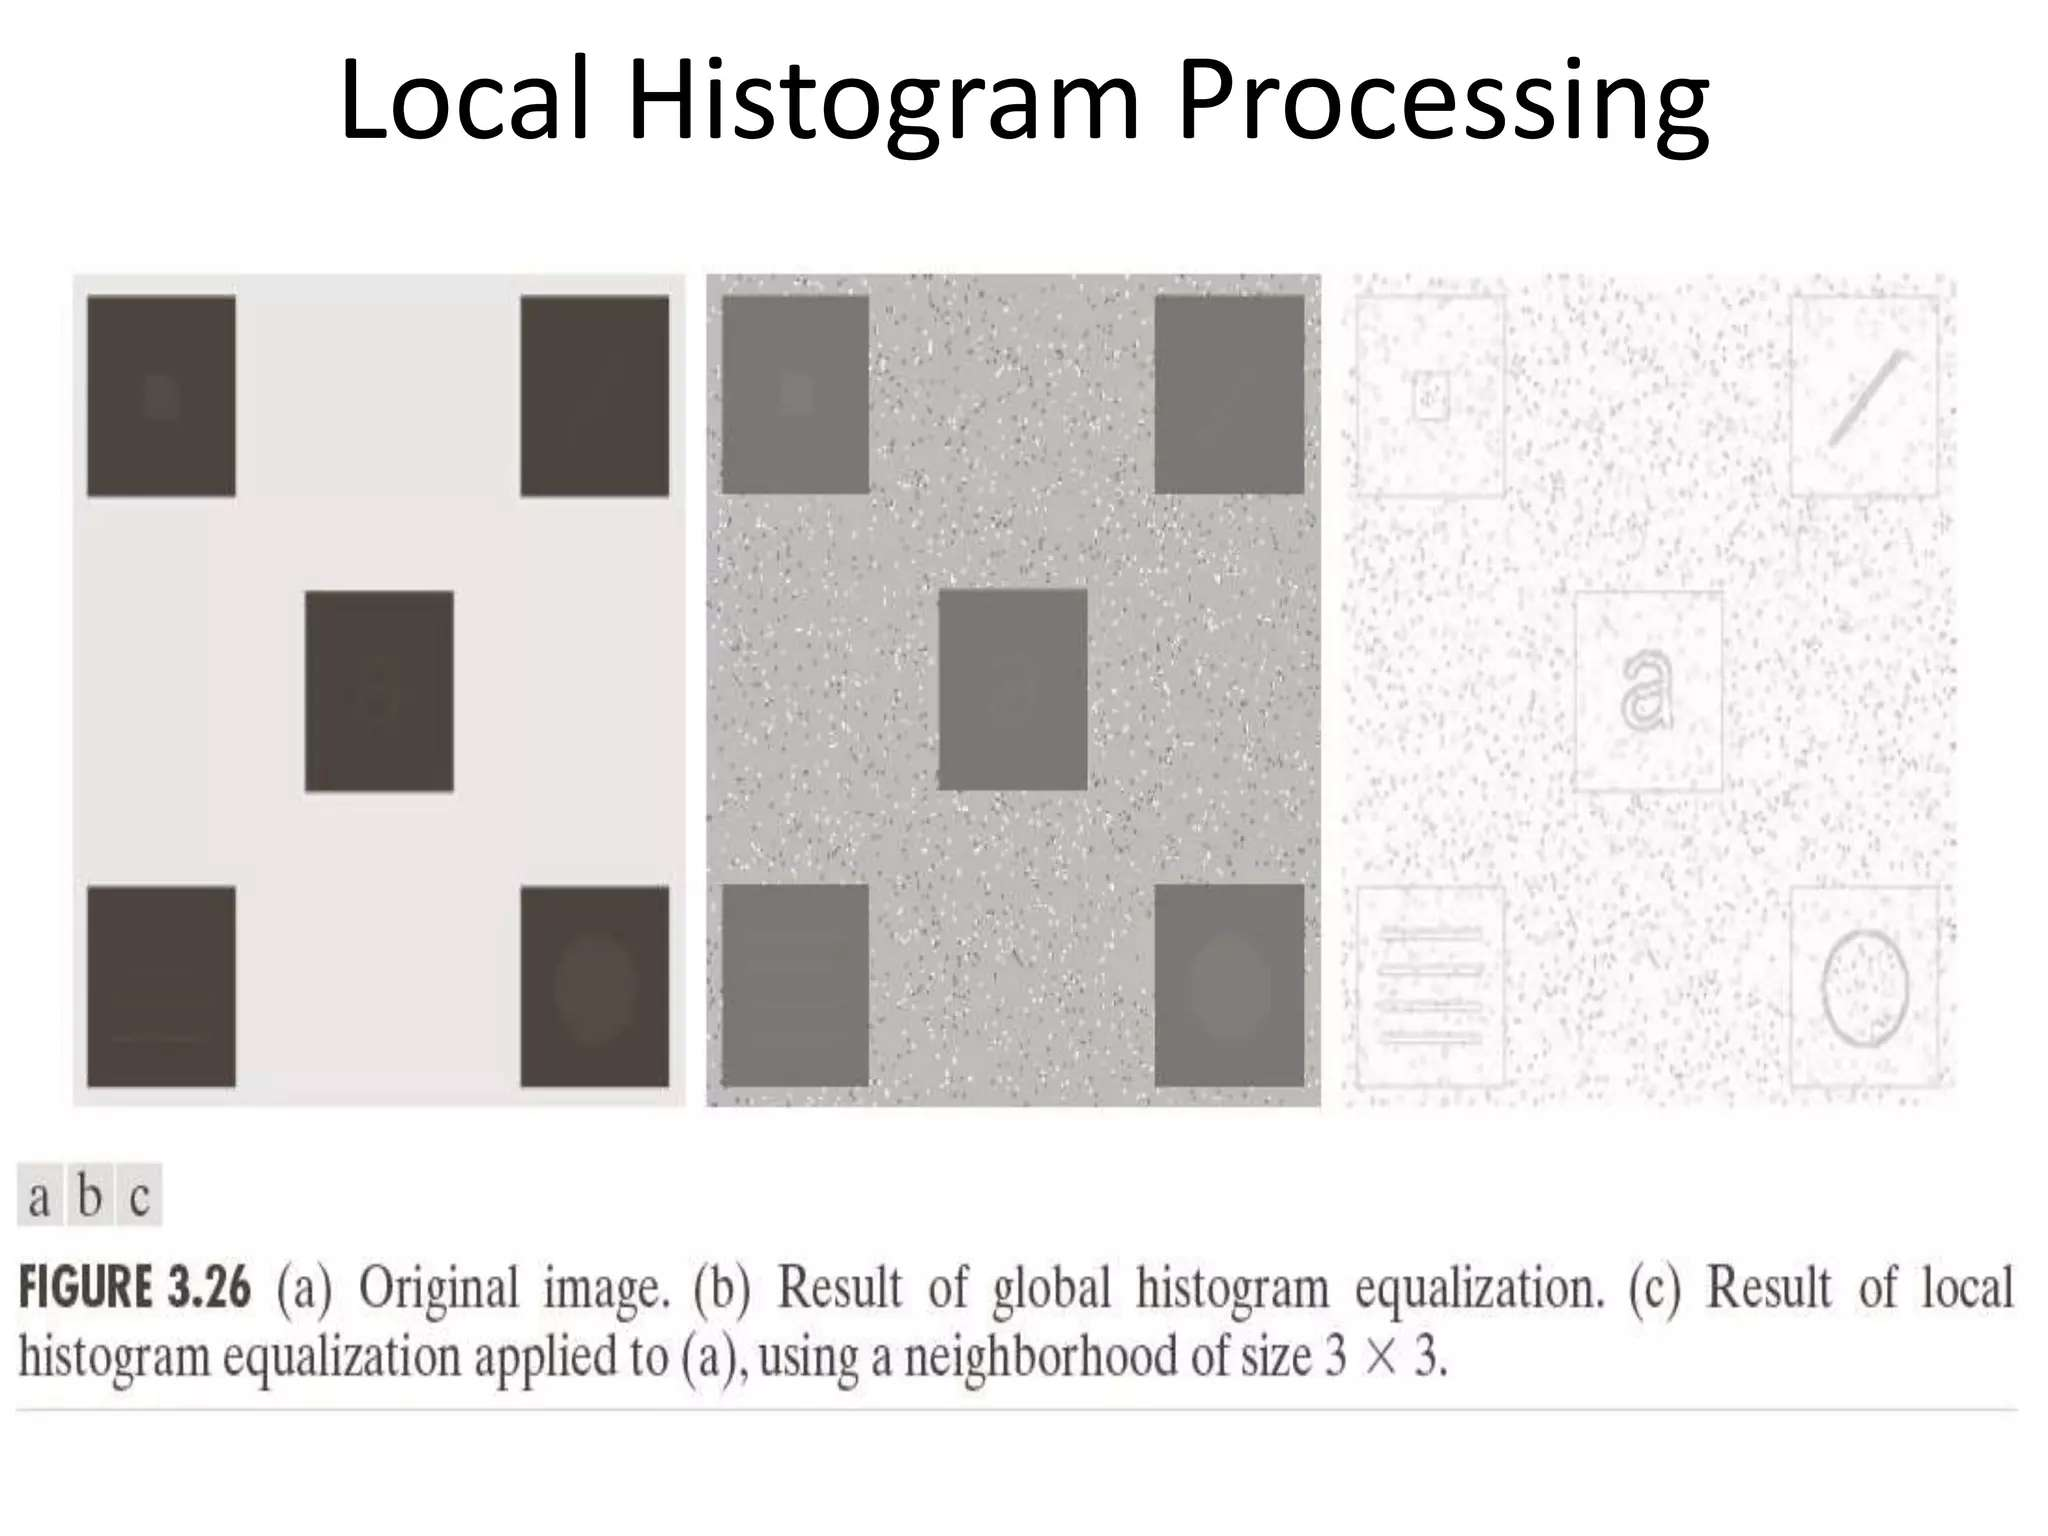 Local Histogram Processing
a
a b c
FIGURE 3.26 (a) Original image. (b) Result of global histogram equalization. (c) Result of local
histogram equalization applied to (a), using a neighborhood of size 3 × 3.